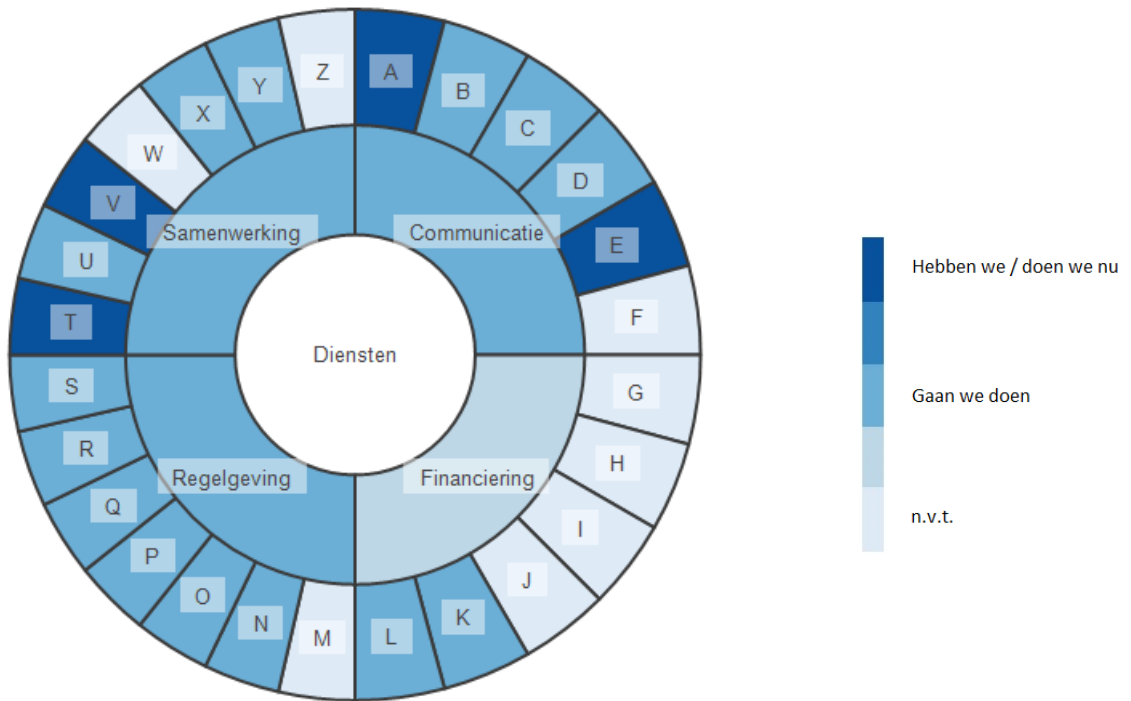 Z
A
Y
B
X
C
W
D
V
Samenwerking
Communicatie
E
U
Hebben we / doen we nu
T
F
Diensten
S
G
Gaan we doen
R
H
Regelgeving
Financiering
Q
I
n.v.t.
P
J
O
N
K
M
L